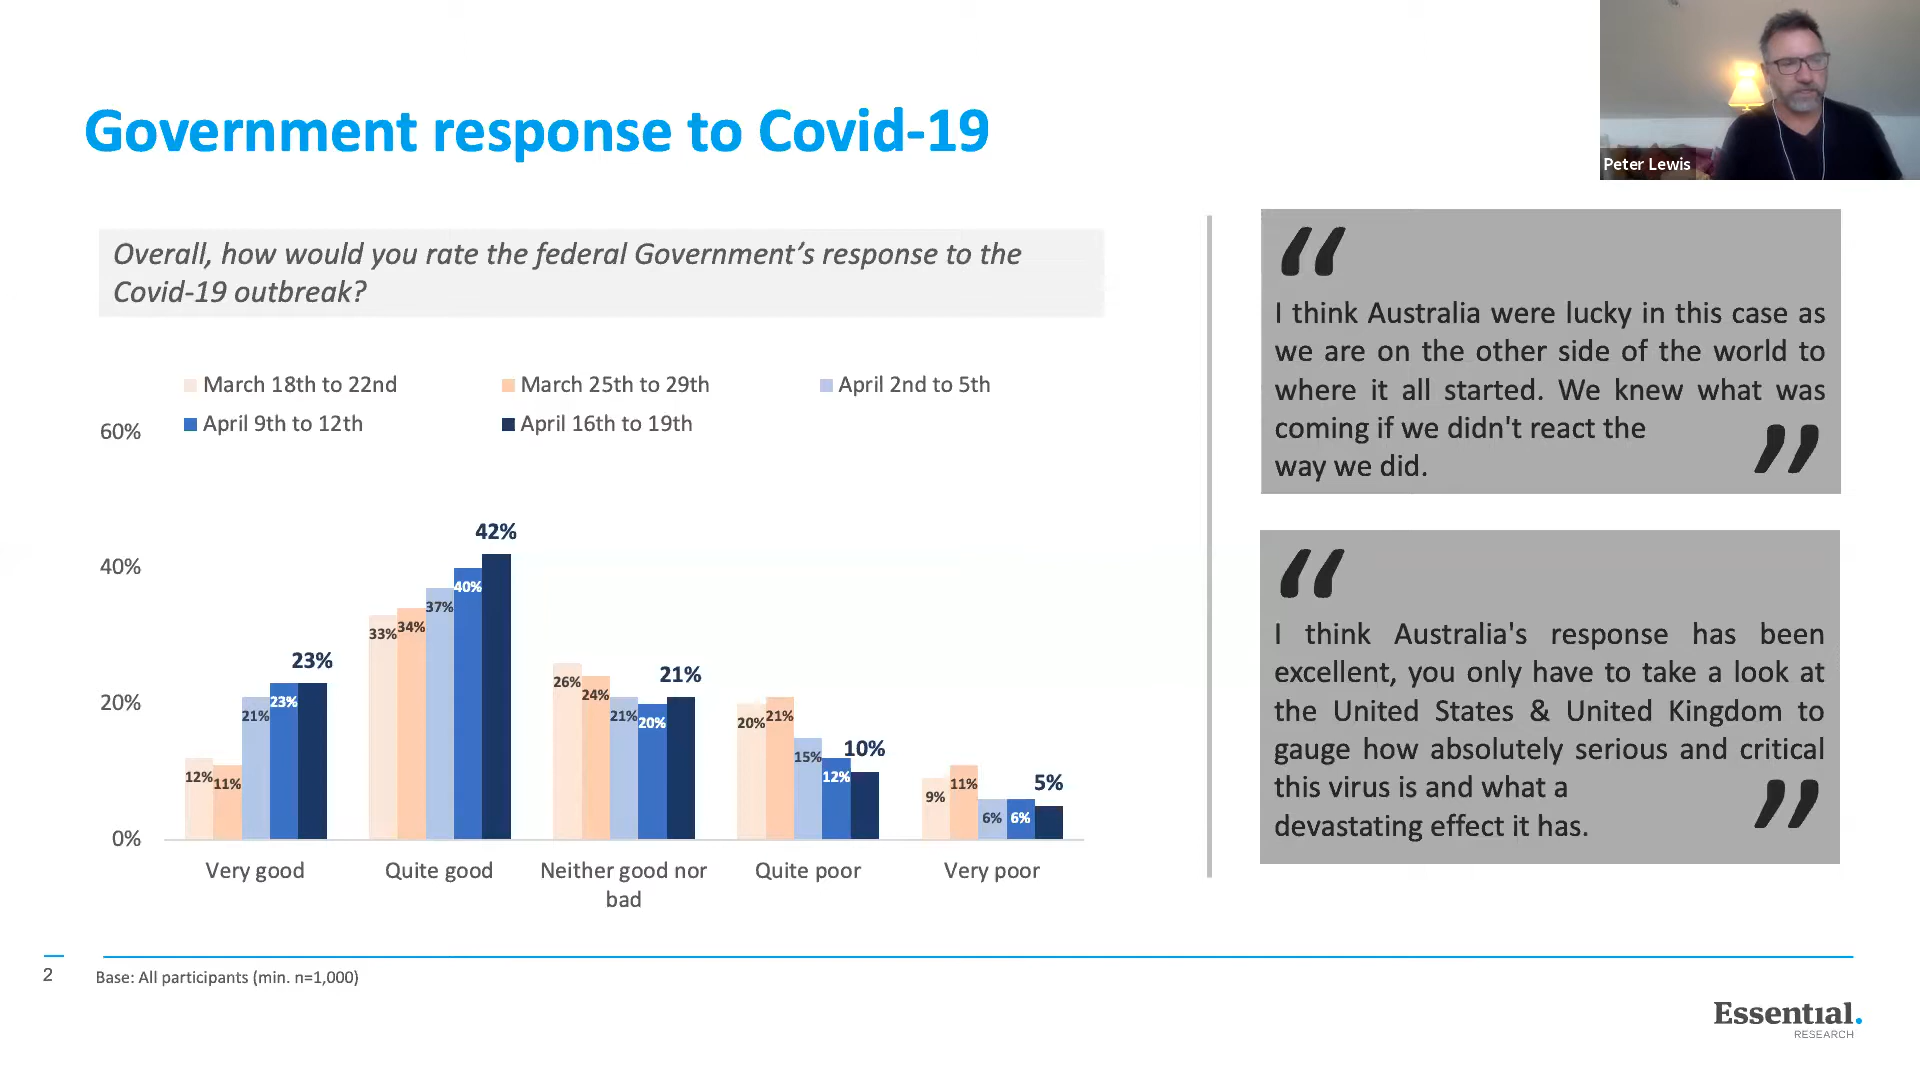 Government response to Covid-19
Peter Lewis
Overall, how would you rate the federal Government’s response to the
Covid-19 outbreak?
March 18th to 22nd
March 25th to 29th
April 2nd to 5th
April 9th to 12th
April 16th to 19th
60%
40%
20%
0%
12%
11%
21%
23%
23%
33%
34%
37%
40%
42%
26%
24%
21%
20%
21%
20%
21%
15%
12%
10%
9%
11%
6%
6%
5%
Very good
Quite good
Neither good nor
bad
Quite poor
Very poor
“
I think Australia were lucky in this case as
we are on the other side of the world to
where it all started. We knew what was
coming if we didn't react the
way we did.
”
“
I think Australia's response has been
excellent, you only have to take a look at
the United States & United Kingdom to
gauge how absolutely serious and critical
this virus is and what a
devastating effect it has.
”
2
Base: All participants (min. n=1,000)
Essential.
RESEARCH